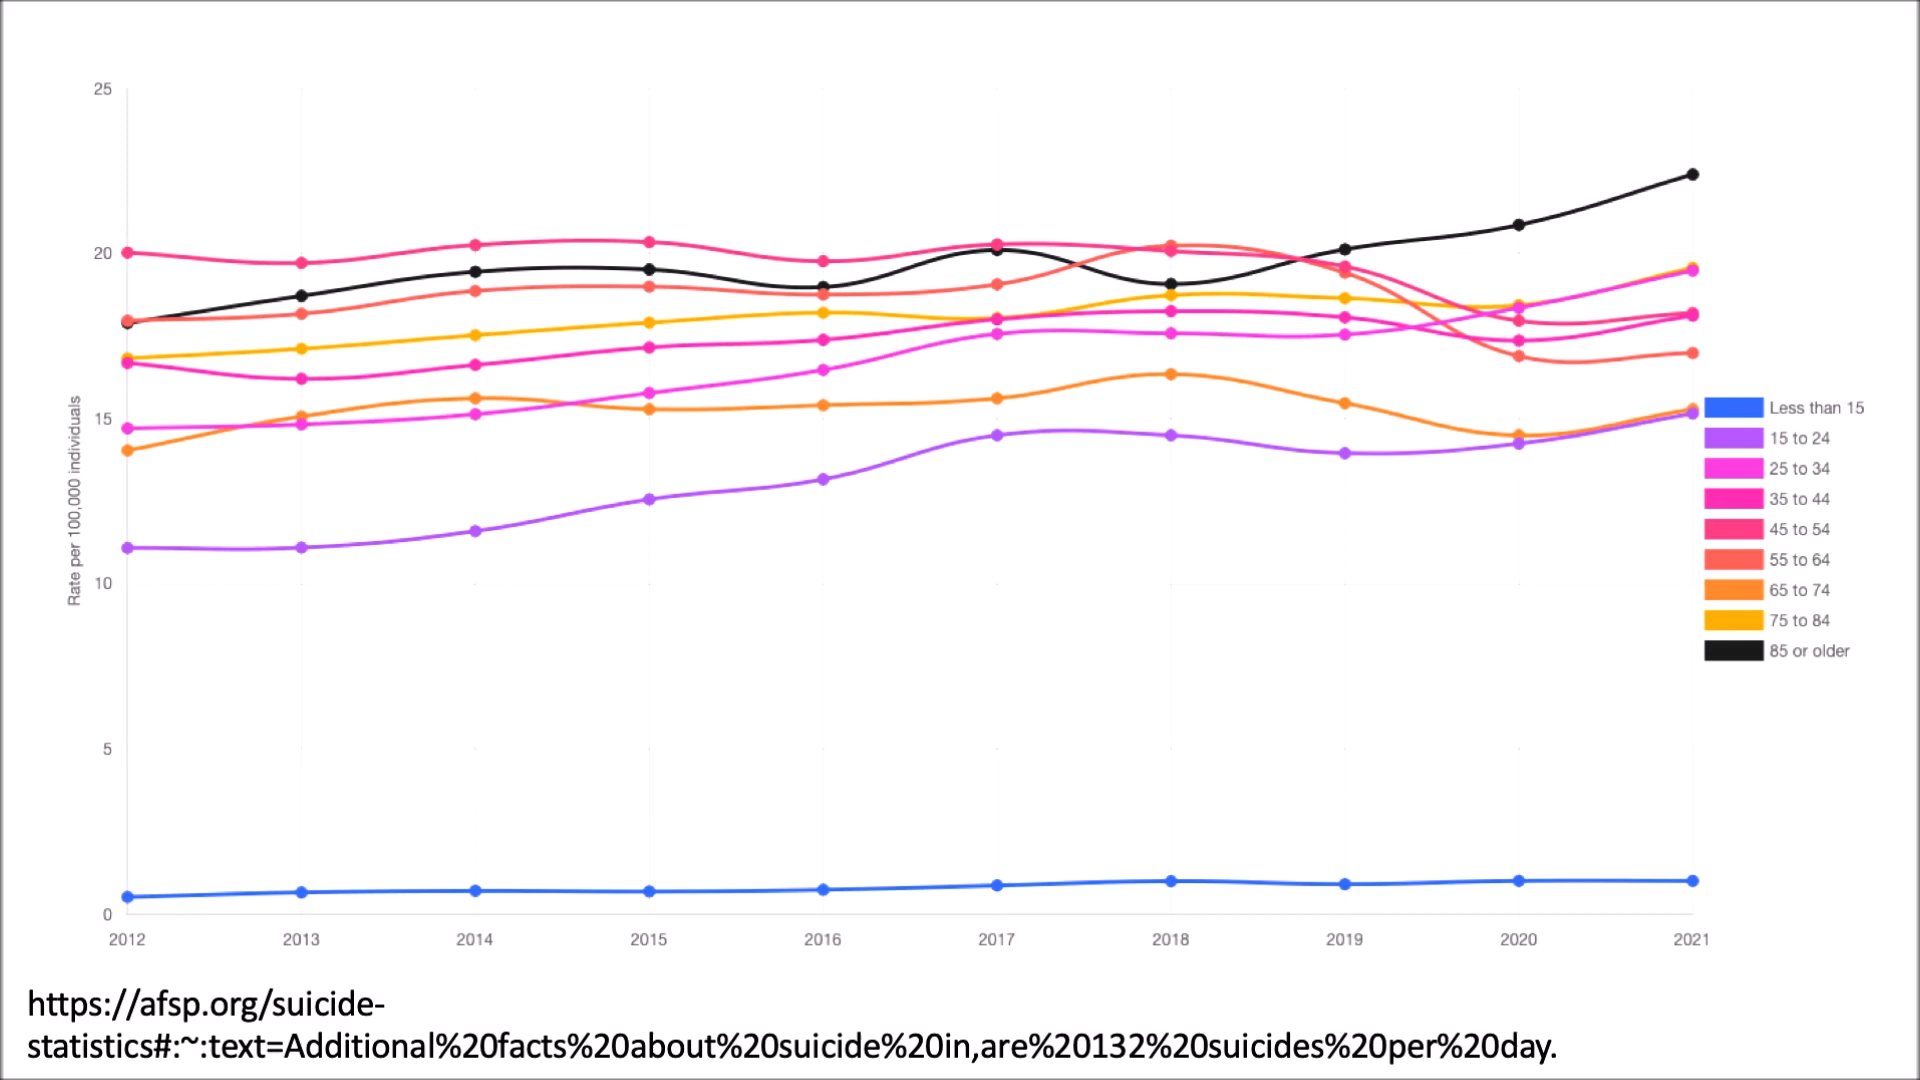 25
20
15
10
5
0
Rate per 100,000 individuals
2012 2013 2014 2015 2016 2017 2018 2019 2020 2021
Less than 15
15 to 24
25 to 34
35 to 44
45 to 54
55 to 64
65 to 74
75 to 84
85 or older
https://afsp.org/suicide-
statistics#:~:text=Additional%20facts%20about%20suicide%20in,are%20132%20suicides%20per%20day.